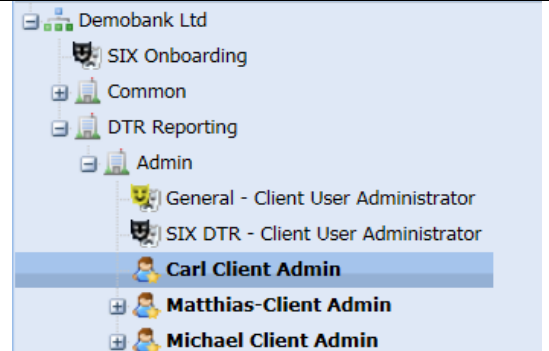 Demobank Ltd
SIX Onboarding
Common
DTR Reporting
Admin
General - Client User Administrator
SIX DTR - Client User Administrator
Carl Client Admin
Matthias-Client Admin
Michael Client Admin